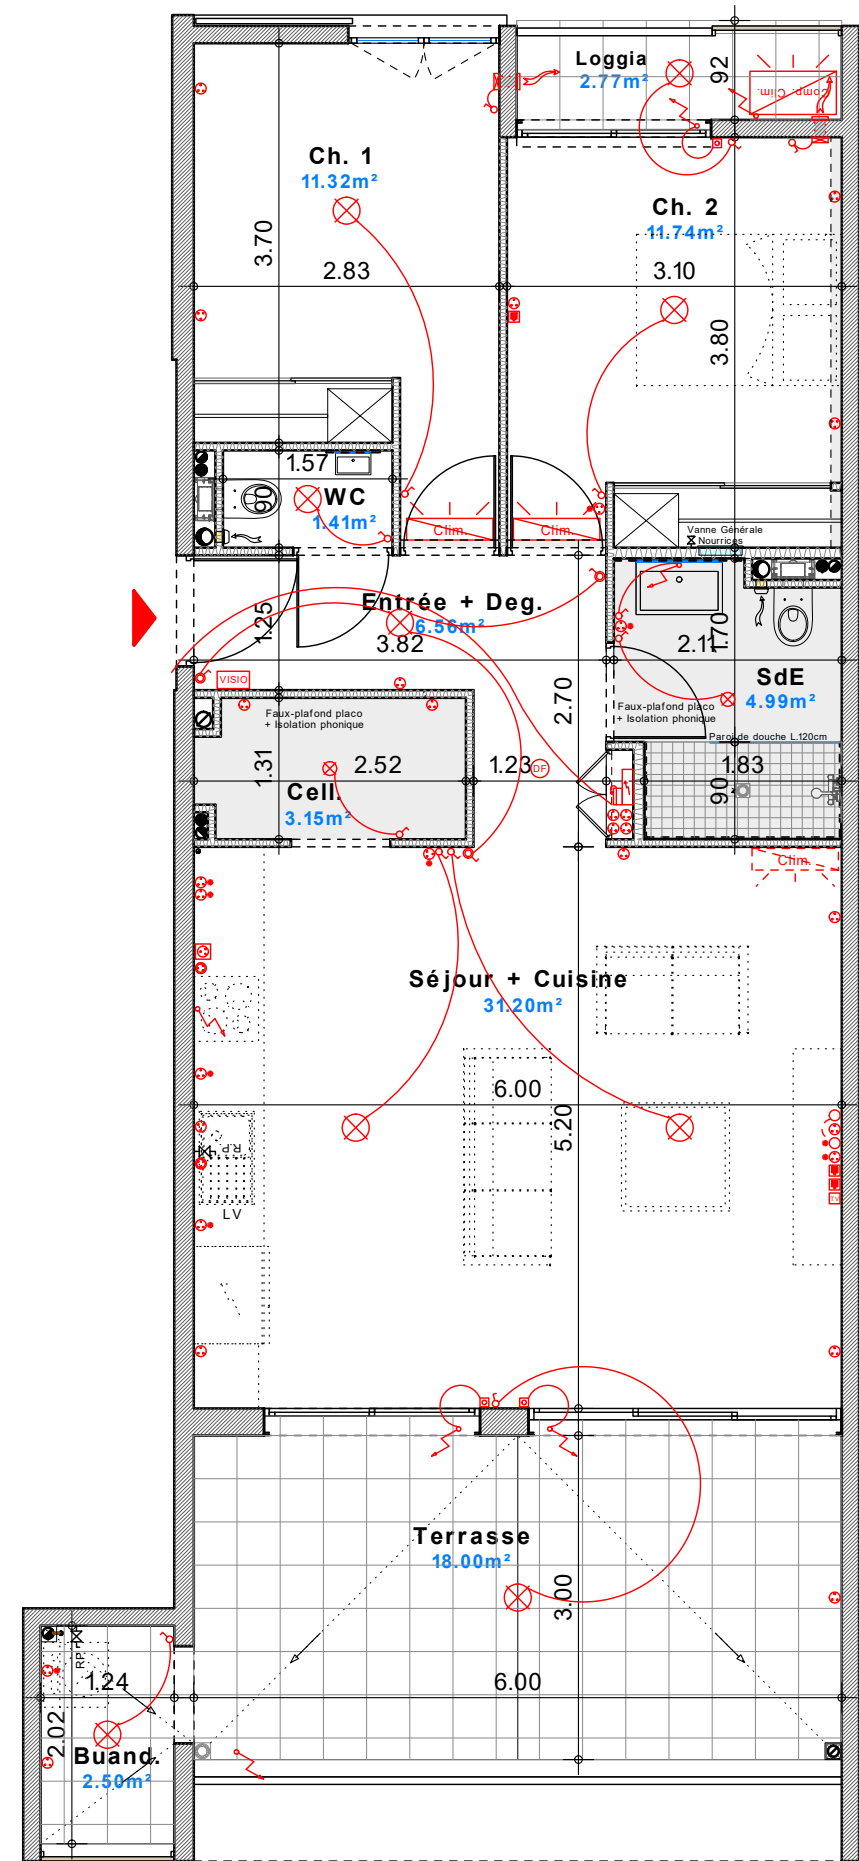 Loggia
2.77m²
92
Comp. Clim.
Ch. 1
11.32m²
3.70
2.83
Ch. 2
11.74m²
3.10
3.80
1.57
90
WC
1.41m²
Clim.
Clim.
Vanne Générale
Nourrices
Entrée + Deg.
6.56m²
1.25
3.82
VISIO
2.11
1.70
SdE
4.99m²
Faux-plafond placo
+ Isolation phonique
Paroi de douche L.120cm
2.70
Faux-plafond placo
+ Isolation phonique
1.31
2.52
Cell.
3.15m²
1.23
DF
1.83
90
Clim.
Séjour + Cuisine
31.20m²
6.00
5.20
R.P.
LV
TV
Terrasse
18.00m²
3.00
6.00
RP
1.24
2.02
Buand.
2.50m²